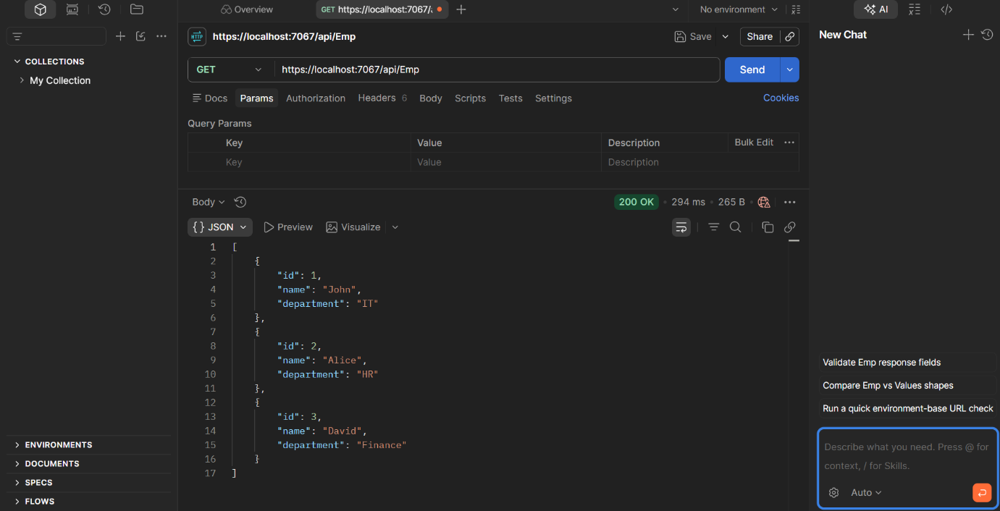 Overview
GET https://localhost:7067/a
No environment
AI
HTTP https://localhost:7067/api/Emp
Save
Share
New Chat
COLLECTIONS
My Collection
GET https://localhost:7067/api/Emp
Send
Docs Params Authorization Headers 6 Body Scripts Tests Settings
Cookies
Query Params
Key Value Description Bulk Edit
Key Value Description
Body
200 OK • 294 ms • 265 B
{ } JSON Preview Visualize
1 [
2 {
3 "id": 1,
4 "name": "John",
5 "department": "IT"
6 },
7 {
8 "id": 2,
9 "name": "Alice",
10 "department": "HR"
11 },
12 {
13 "id": 3,
14 "name": "David",
15 "department": "Finance"
16 }
17 ]
ENVIRONMENTS
DOCUMENTS
SPECS
FLOWS
Validate Emp response fields
Compare Emp vs Values shapes
Run a quick environment-base URL check
Describe what you need. Press @ for
context, / for Skills.
Auto